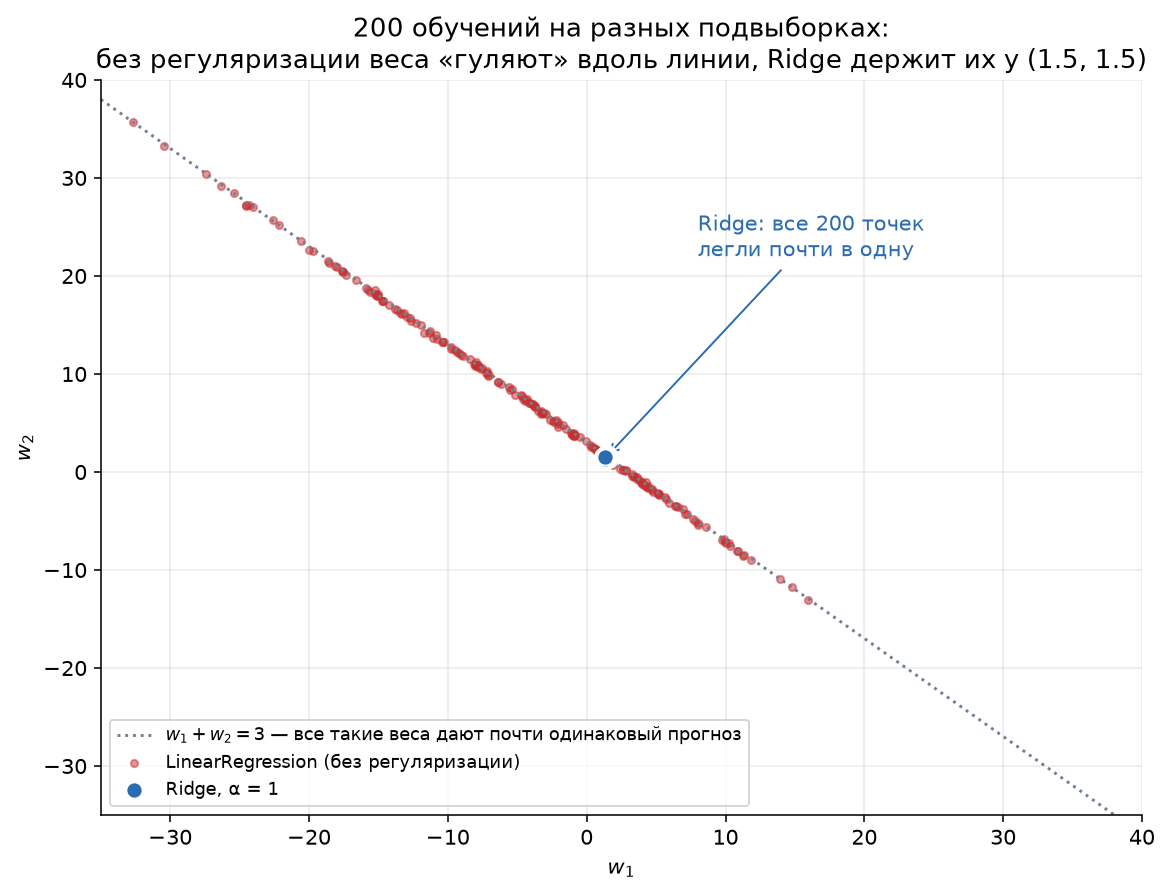 200 обучений на разных подвыборках:
без регуляризации веса «гуляют» вдоль линии, Ridge держит их у (1.5, 1.5)
40
30
20
10
0
−10
−20
−30
w₂
Ridge: все 200 точек
легли почти в одну
w₁ + w₂ = 3 — все такие веса дают почти одинаковый прогноз
LinearRegression (без регуляризации)
Ridge, α = 1
−30 −20 −10 0 10 20 30 40
w₁